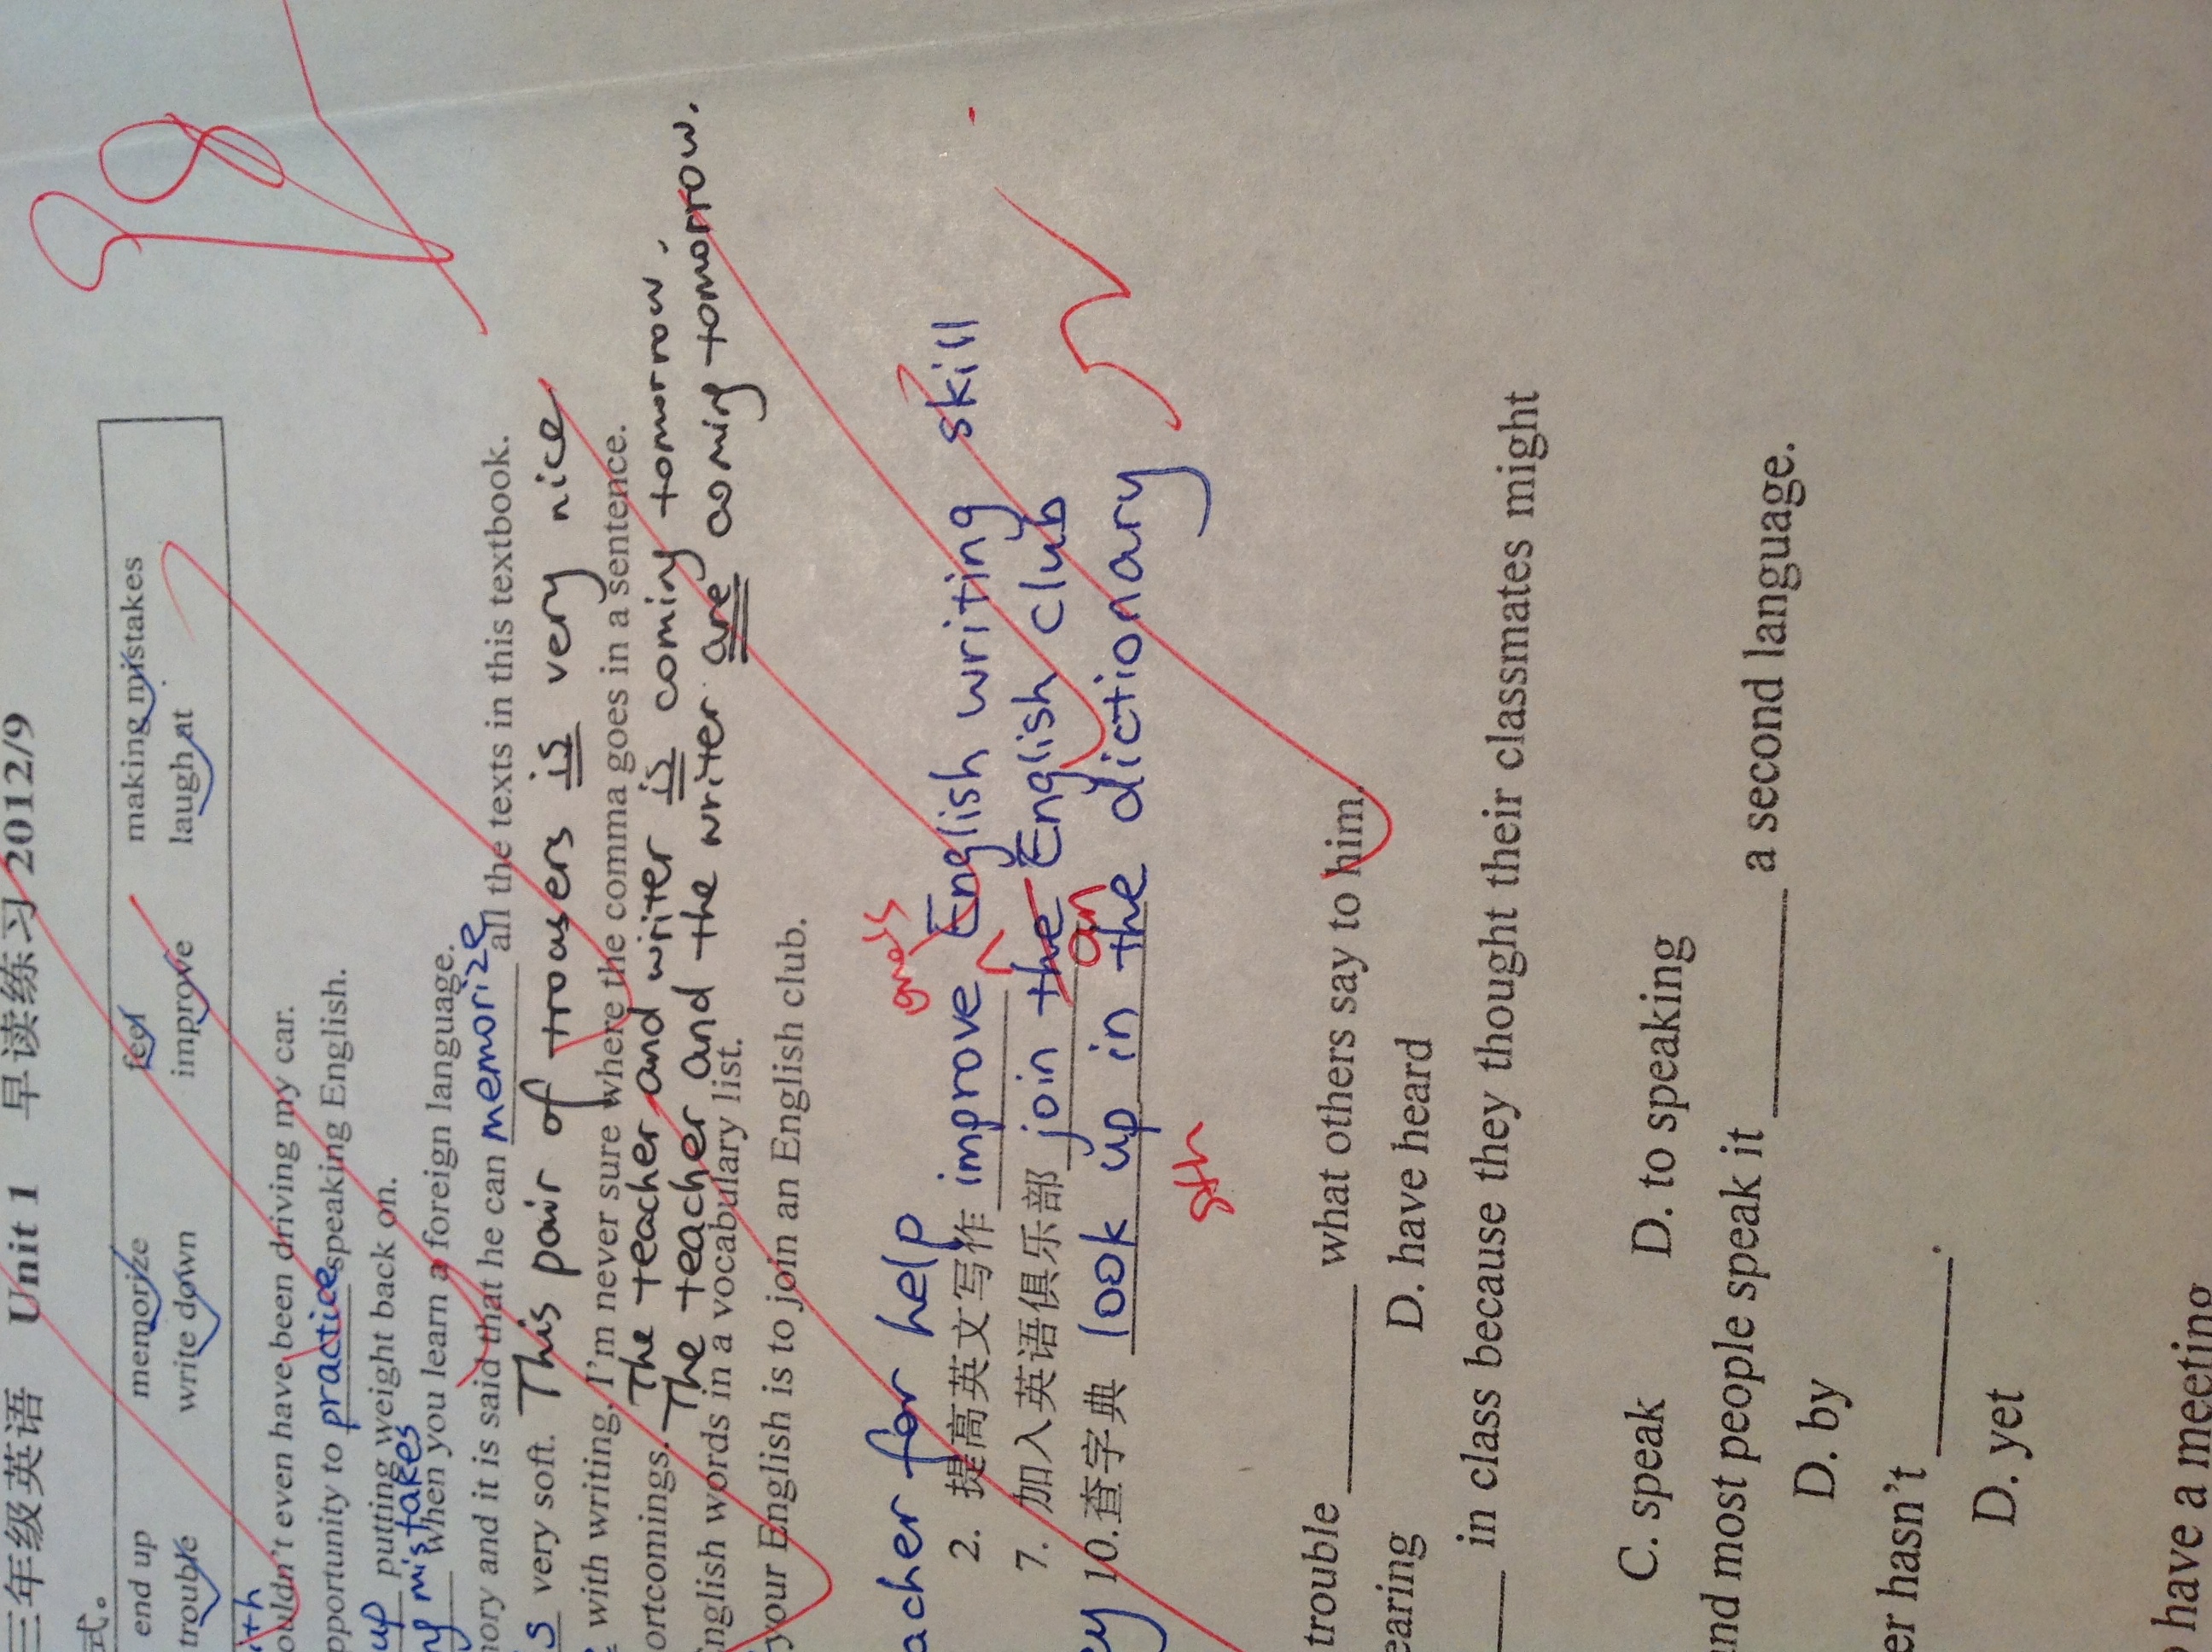 三年级英语 Unit 1 早读练习 2012/9
式。
end up memorize feel making mistakes
trouble write down improve laugh at
ith
ouldn't even have been driving my car.
pportunity to practice speaking English.
up putting weight back on.
ng mistakes when you learn a foreign language.
mory and it is said that he can memorize all the texts in this textbook.
s very soft. This pair of trousers is very nice
with writing. I'm never sure where the comma goes in a sentence.
ortcomings. The teacher and writer is coming tomorrow.
The teacher and the writer are coming tomorrow.
English words in a vocabulary list.
your English is to join an English club.
98
acher for help
one's
2. 提高英文写作 improve English writing skill
7. 加入英语俱乐部 join the English club
an
ey 10.查字典 look up in the dictionary
sth
trouble ________ what others say to him.
earing D. have heard
____ in class because they thought their classmates might
C. speak D. to speaking
and most people speak it ________ a second language.
D. by
er hasn't ________.
D. yet
have a meeting